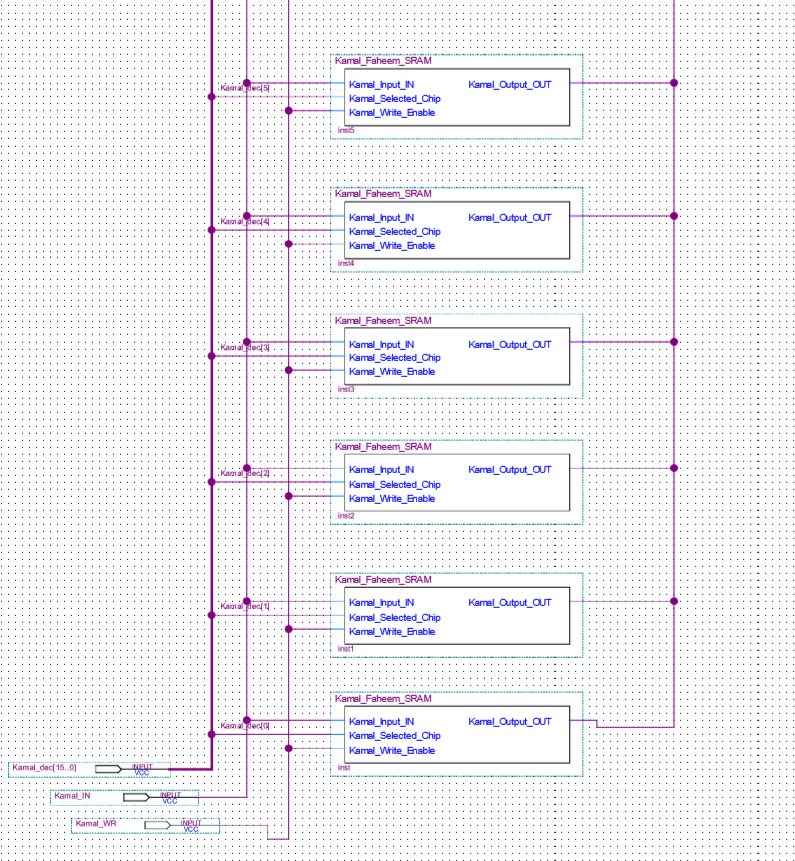 Kamal_Faheem_SRAM
Kamal_dec[5]
Kamal_Input_IN Kamal_Output_OUT
Kamal_Selected_Chip
Kamal_Write_Enable
inst5
Kamal_Faheem_SRAM
Kamal_dec[4]
Kamal_Input_IN Kamal_Output_OUT
Kamal_Selected_Chip
Kamal_Write_Enable
inst4
Kamal_Faheem_SRAM
Kamal_dec[3]
Kamal_Input_IN Kamal_Output_OUT
Kamal_Selected_Chip
Kamal_Write_Enable
inst3
Kamal_Faheem_SRAM
Kamal_dec[2]
Kamal_Input_IN Kamal_Output_OUT
Kamal_Selected_Chip
Kamal_Write_Enable
inst2
Kamal_Faheem_SRAM
Kamal_dec[1]
Kamal_Input_IN Kamal_Output_OUT
Kamal_Selected_Chip
Kamal_Write_Enable
inst1
Kamal_Faheem_SRAM
Kamal_dec[0]
Kamal_Input_IN Kamal_Output_OUT
Kamal_Selected_Chip
Kamal_Write_Enable
inst
Kamal_dec[15..0] INPUT
VCC
Kamal_IN INPUT
VCC
Kamal_WR INPUT
VCC